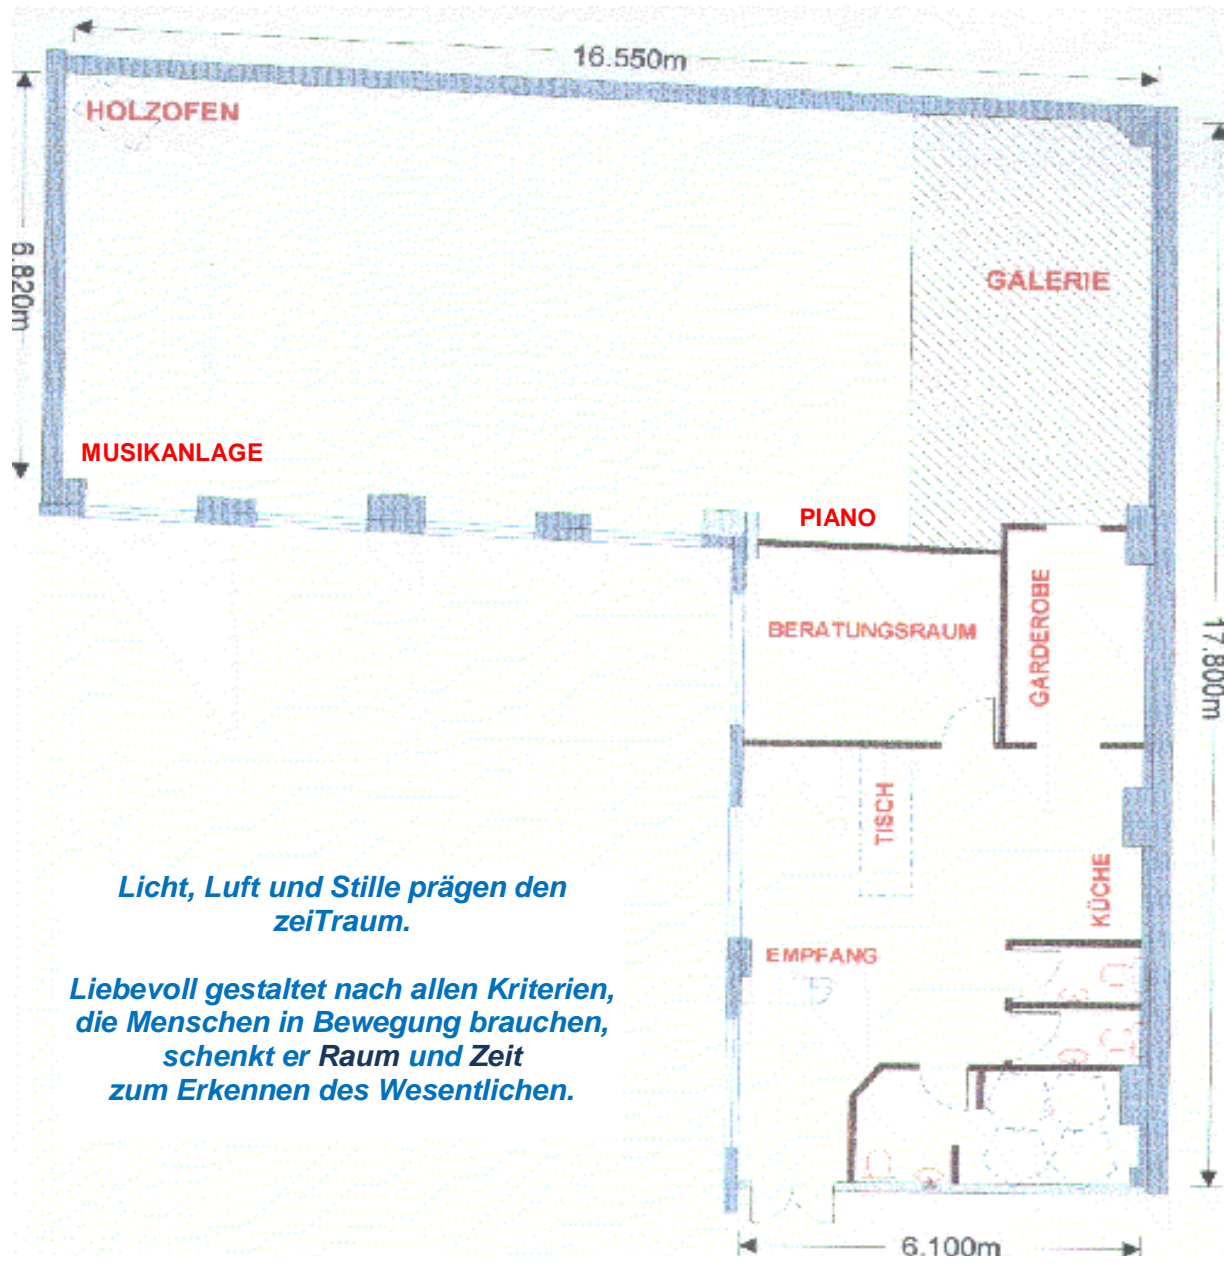 16.550m
HOLZOFEN
6.820m
GALERIE
MUSIKANLAGE
PIANO
BERATUNGSRAUM
GARDEROBE
17.800m
TISCH
KÜCHE
EMPFANG
Licht, Luft und Stille prägen den
zeiTraum.
Liebevoll gestaltet nach allen Kriterien,
die Menschen in Bewegung brauchen,
schenkt er Raum und Zeit
zum Erkennen des Wesentlichen.
6.100m